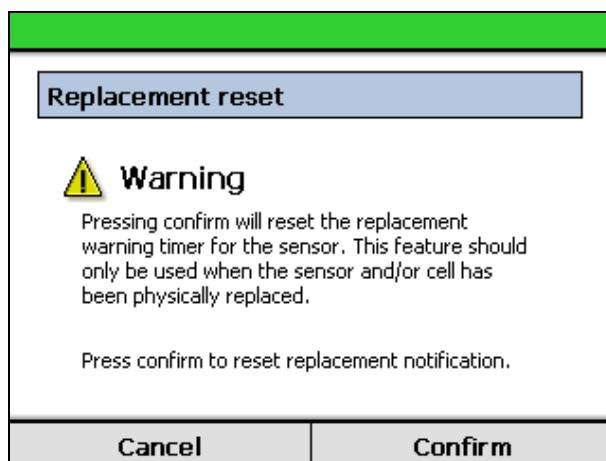 Replacement reset
Warning
Pressing confirm will reset the replacement
warning timer for the sensor. This feature should
only be used when the sensor and/or cell has
been physically replaced.
Press confirm to reset replacement notification.
Cancel Confirm